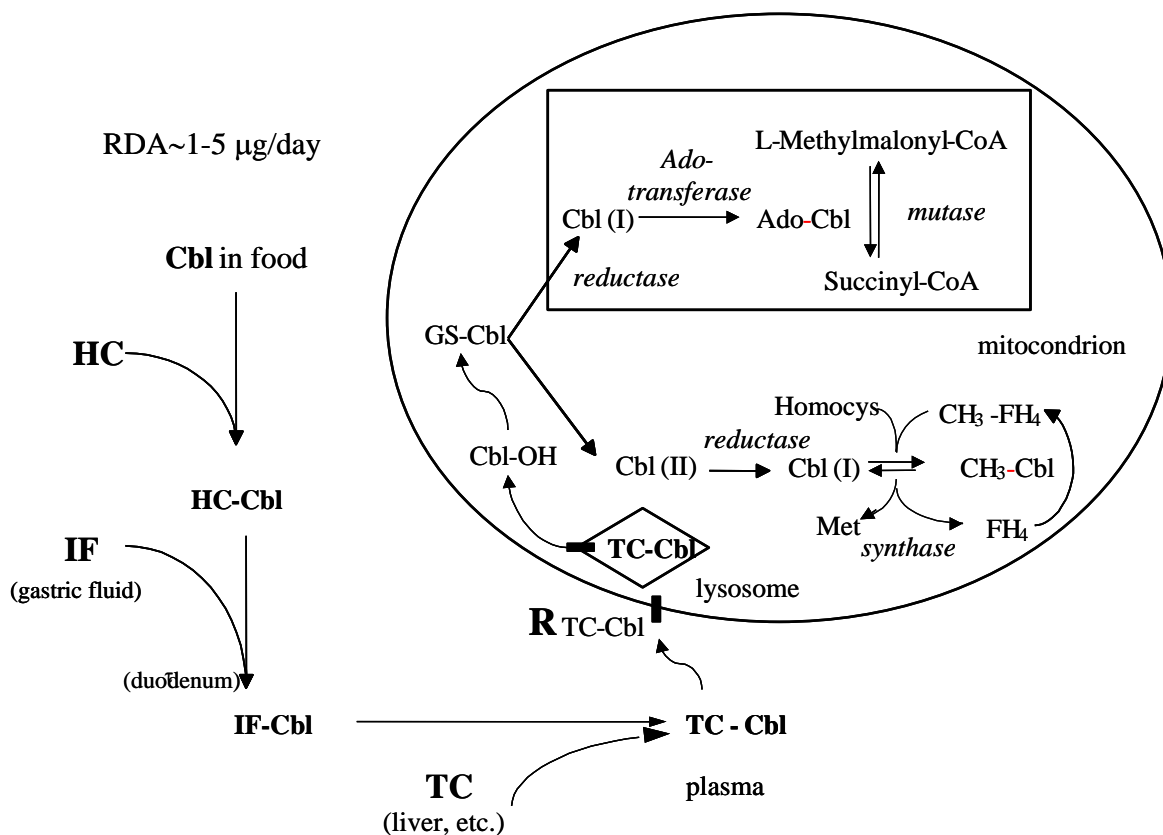 RDA~1-5 μg/day
Cbl in food
HC
HC-Cbl
IF
(gastric fluid)
(duodenum)
IF-Cbl
TC
(liver, etc.)
TC - Cbl
plasma
R TC-Cbl
TC-Cbl
lysosome
Cbl-OH
GS-Cbl
reductase
Cbl (I)
Ado-
transferase
Ado-Cbl
L-Methylmalonyl-CoA
mutase
Succinyl-CoA
mitocondrion
Cbl (II)
reductase
Cbl (I)
Homocys
CH3 -FH4
CH3-Cbl
Met
synthase
FH4